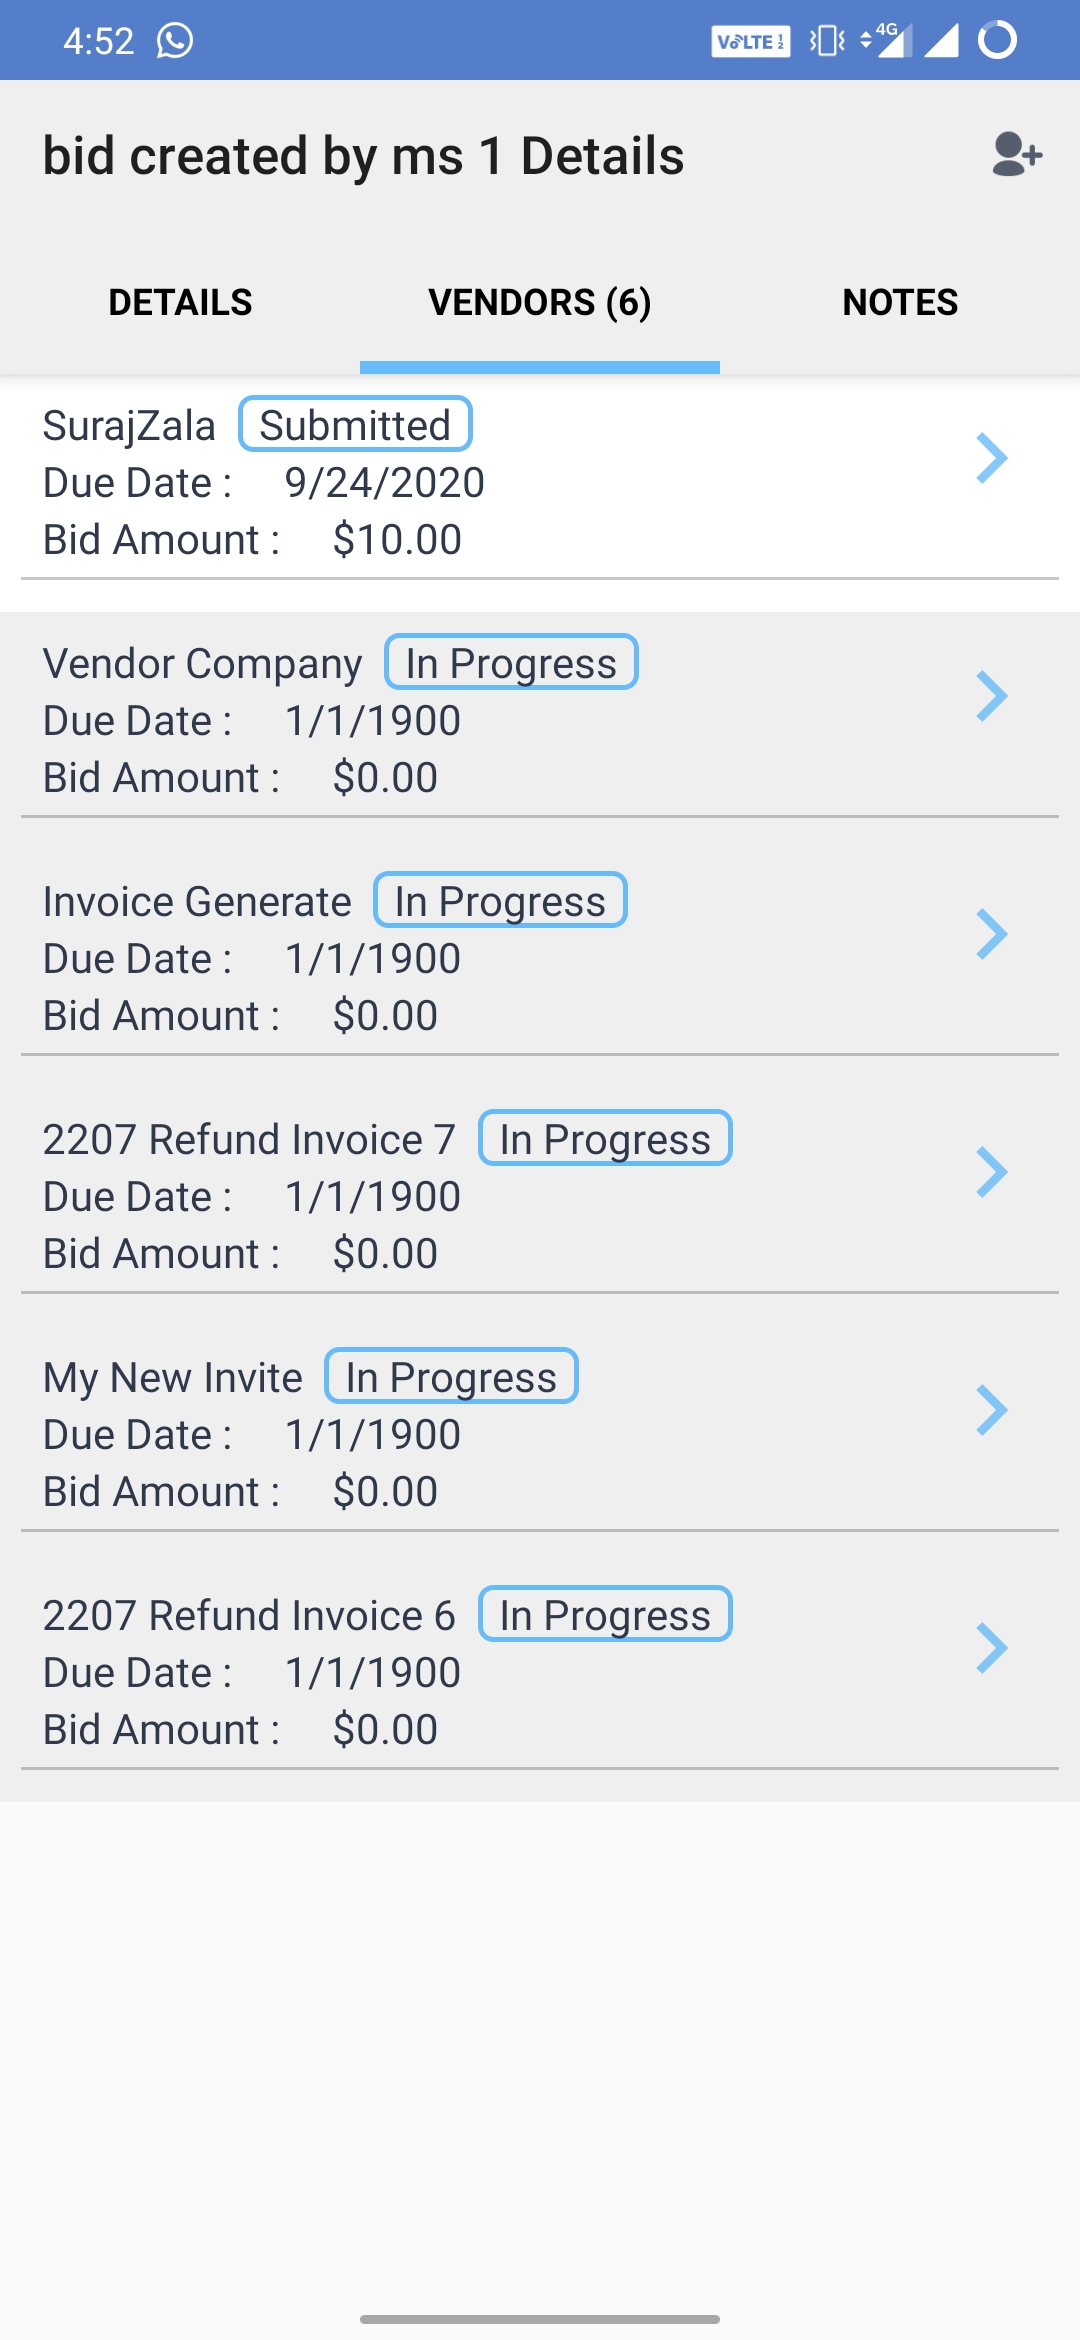 4:52 VoLTE 1 2 4G
bid created by ms 1 Details
DETAILS VENDORS (6) NOTES
SurajZala Submitted
Due Date : 9/24/2020
Bid Amount : $10.00
Vendor Company In Progress
Due Date : 1/1/1900
Bid Amount : $0.00
Invoice Generate In Progress
Due Date : 1/1/1900
Bid Amount : $0.00
2207 Refund Invoice 7 In Progress
Due Date : 1/1/1900
Bid Amount : $0.00
My New Invite In Progress
Due Date : 1/1/1900
Bid Amount : $0.00
2207 Refund Invoice 6 In Progress
Due Date : 1/1/1900
Bid Amount : $0.00